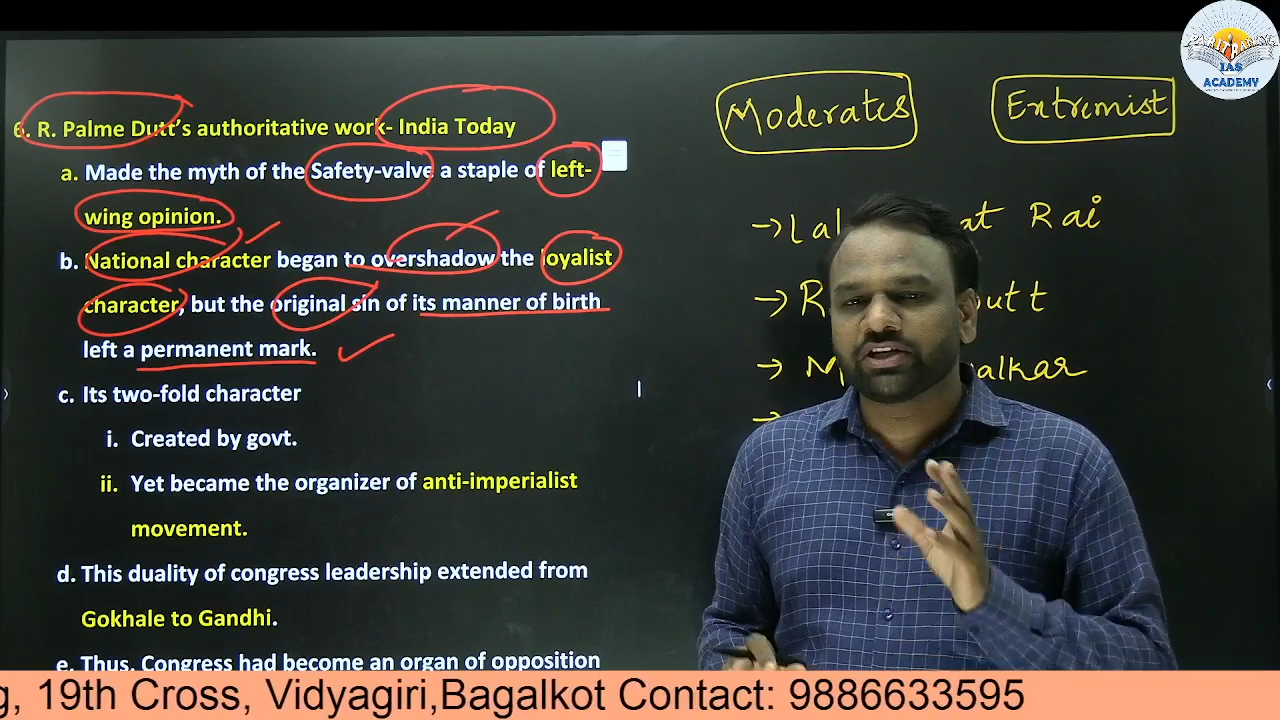 6. R. Palme Dutt's authoritative work- India Today
a. Made the myth of the Safety-valve a staple of left-
wing opinion.
b. National character began to overshadow the loyalist
character, but the original sin of its manner of birth
left a permanent mark.
c. Its two-fold character
i. Created by govt.
ii. Yet became the organizer of anti-imperialist
movement.
d. This duality of congress leadership extended from
Gokhale to Gandhi.
e. Thus, Congress had become an organ of opposition
Moderates
Extremist
→ Rai
→
→
IAS
ACADEMY
19th Cross, Vidyagiri,Bagalkot Contact: 9886633595